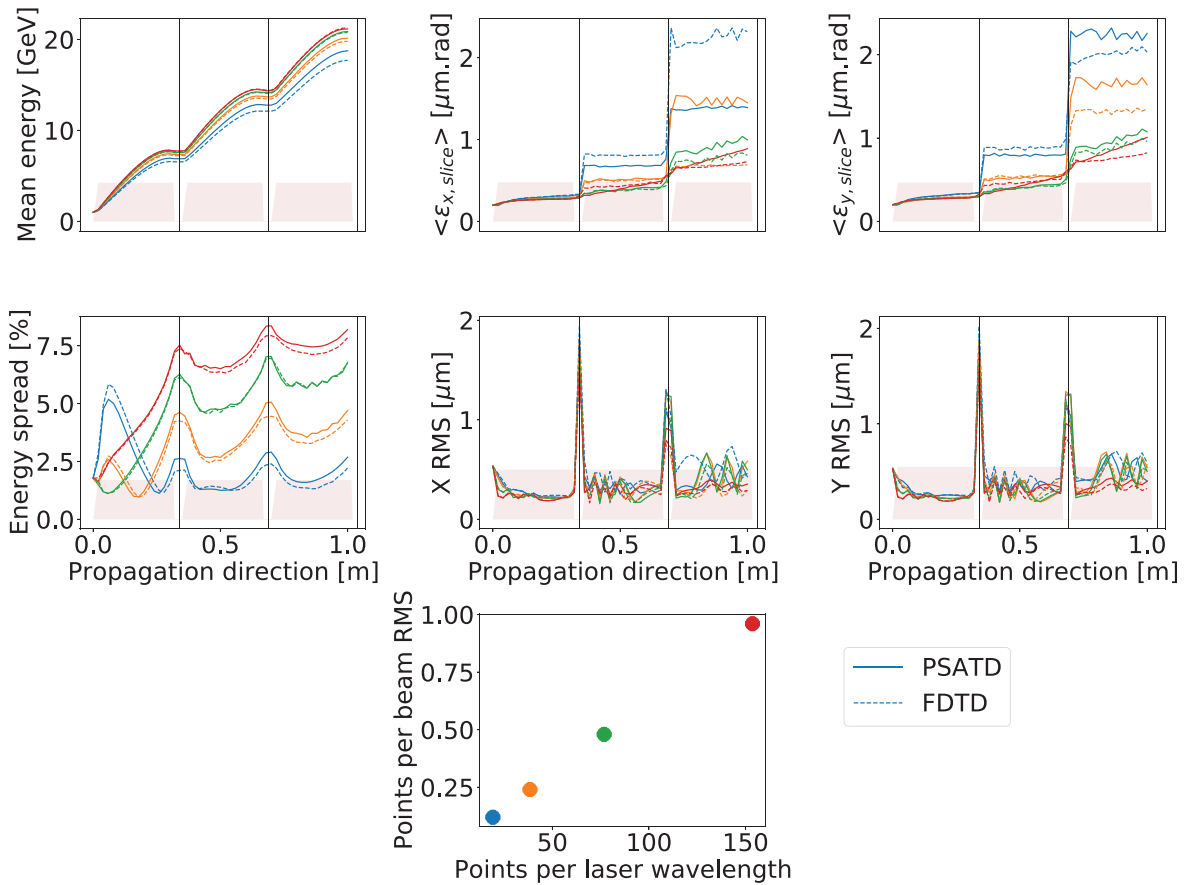 Mean energy [GeV]
20
10
0
<εx, slice> [μm.rad]
2
1
0
<εy, slice> [μm.rad]
2
1
0
Energy spread [%]
7.5
5.0
2.5
0.0
0.0 0.5 1.0
Propagation direction [m]
X RMS [μm]
2
1
0
0.0 0.5 1.0
Propagation direction [m]
Y RMS [μm]
2
1
0
0.0 0.5 1.0
Propagation direction [m]
Points per beam RMS
1.00
0.75
0.50
0.25
50 100 150
Points per laser wavelength
PSATD
FDTD